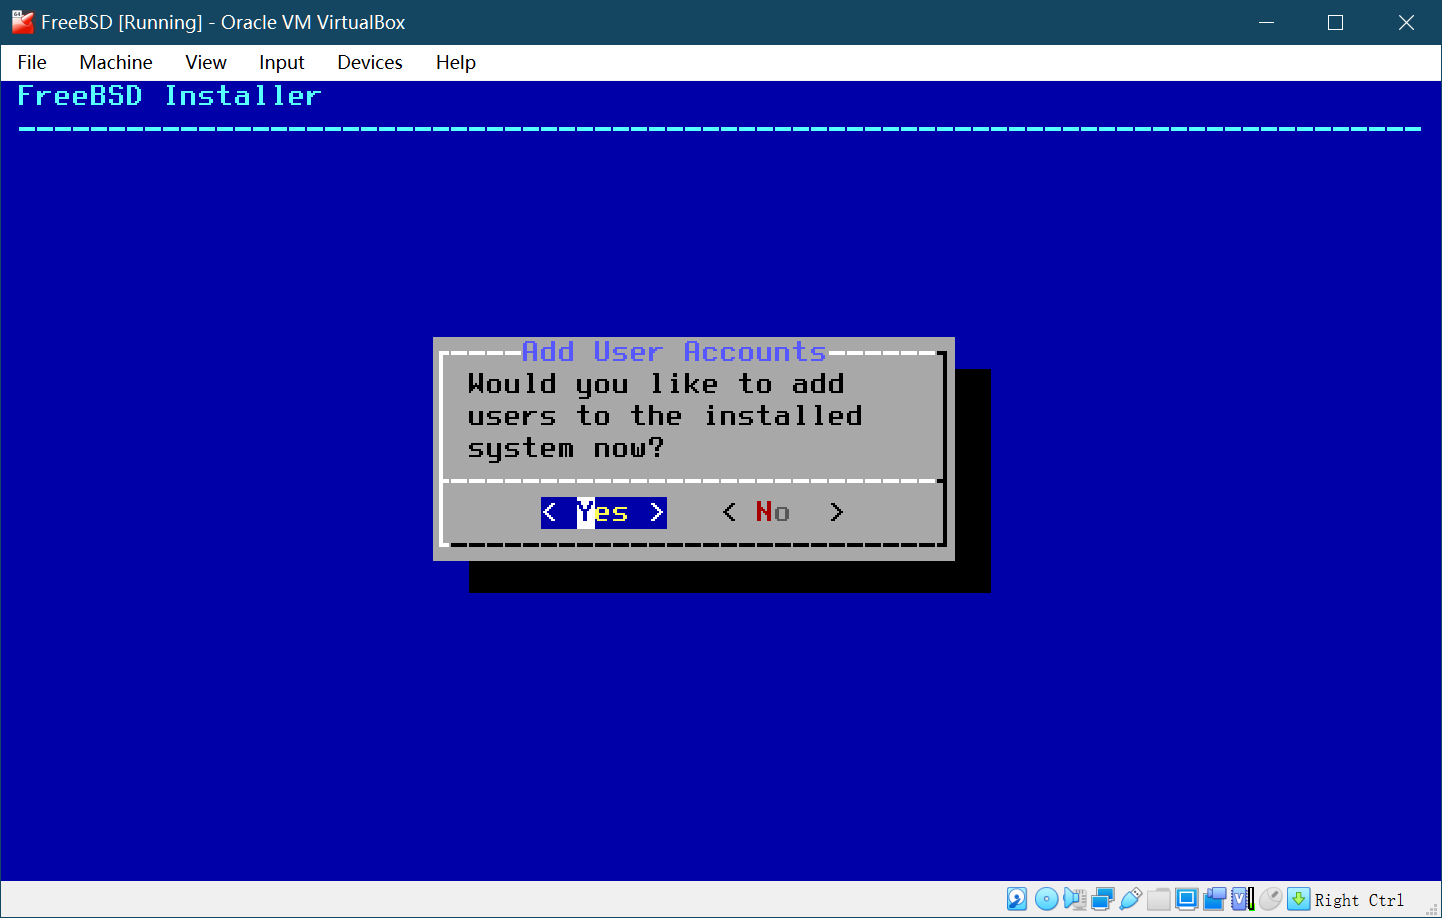 FreeBSD [Running] - Oracle VM VirtualBox
File Machine View Input Devices Help
FreeBSD Installer
Add User Accounts
Would you like to add
users to the installed
system now?
< Yes > < No >
Right Ctrl